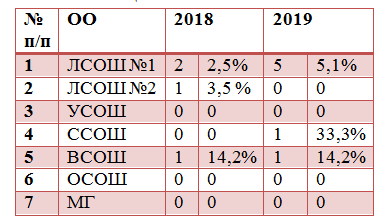 № п/п ОО 2018 2019
1 ЛСОШ №1 2 2,5% 5 5,1%
2 ЛСОШ №2 1 3,5 % 0 0
3 УСОШ 0 0 0 0
4 ССОШ 0 0 1 33,3%
5 ВСОШ 1 14,2% 1 14,2%
6 ОСОШ 0 0 0 0
7 МГ 0 0 0 0